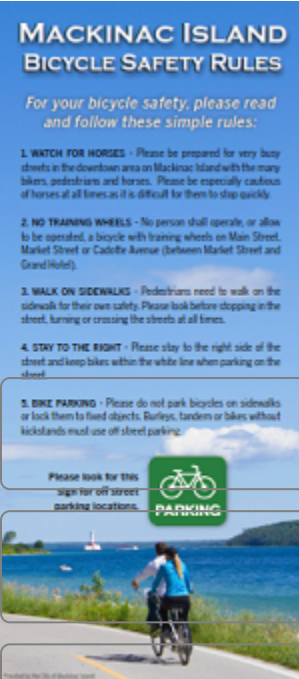 MACKINAC ISLAND
BICYCLE SAFETY RULES
For your bicycle safety, please read
and follow these simple rules:
1. WATCH FOR HORSES - Please be prepared for very busy
streets in the downtown area on Mackinac Island with the many
bikers, pedestrians and horses. Please be especially cautious
of horses at all times as it is difficult for them to stop quickly.
2. NO TRAINING WHEELS - No person shall operate, or allow
to be operated, a bicycle with training wheels on Main Street,
Market Street or Cadotte Avenue (between Market Street and
Grand Hotel).
3. WALK ON SIDEWALKS - Pedestrians need to walk on the
sidewalk for their own safety. Please look before stopping in the
street, turning or crossing the streets at all times.
4. STAY TO THE RIGHT - Please stay to the right side of the
street and keep bikes within the white line when parking on the
street.
5. BIKE PARKING - Please do not park bicycles on sidewalks
or lock them to fixed objects. Burleys, tandem or bikes without
kickstands must use off street parking.
Please look for this
sign for off street
parking locations.
PARKING
Provided by the City of Mackinac Island